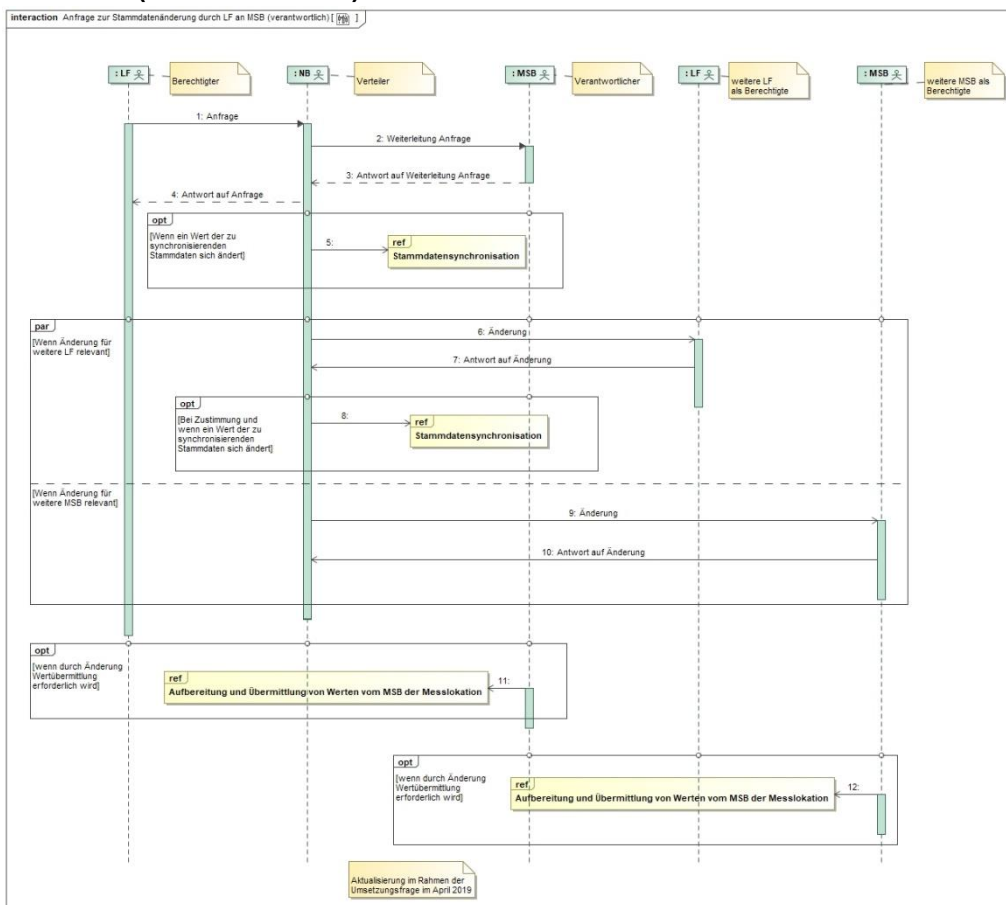 interaction Anfrage zur Stammdatenänderung durch LF an MSB (verantwortlich) [ ]
: LF
Berechtigter
: NB
Verteiler
: MSB
Verantwortlicher
: LF
weitere LF
als Berechtigte
: MSB
weitere MSB als
Berechtigte
1: Anfrage
2: Weiterleitung Anfrage
3: Antwort auf Weiterleitung Anfrage
4: Antwort auf Anfrage
opt
[Wenn ein Wert der zu
synchronisierenden
Stammdaten sich ändert]
5:
ref
Stammdatensynchronisation
par
[Wenn Änderung für
weitere LF relevant]
6: Änderung
7: Antwort auf Änderung
opt
[Bei Zustimmung und
wenn ein Wert der zu
synchronisierenden
Stammdaten sich ändert]
8:
ref
Stammdatensynchronisation
[Wenn Änderung für
weitere MSB relevant]
9: Änderung
10: Antwort auf Änderung
opt
[wenn durch Änderung
Wertübermittlung
erforderlich wird]
ref
Aufbereitung und Übermittlung von Werten vom MSB der Messlokation
11:
opt
[wenn durch Änderung
Wertübermittlung
erforderlich wird]
ref
Aufbereitung und Übermittlung von Werten vom MSB der Messlokation
12:
Aktualisierung im Rahmen der
Umsetzungsfrage im April 2019